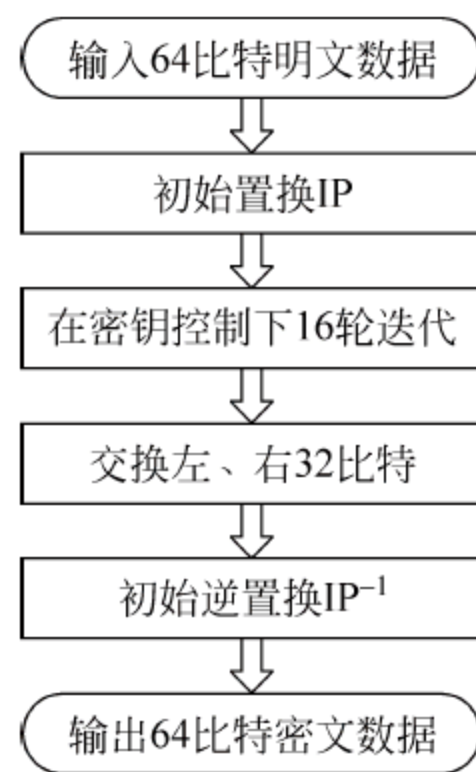 输入64比特明文数据
初始置换IP
在密钥控制下16轮迭代
交换左、右32比特
初始逆置换IP⁻¹
输出64比特密文数据